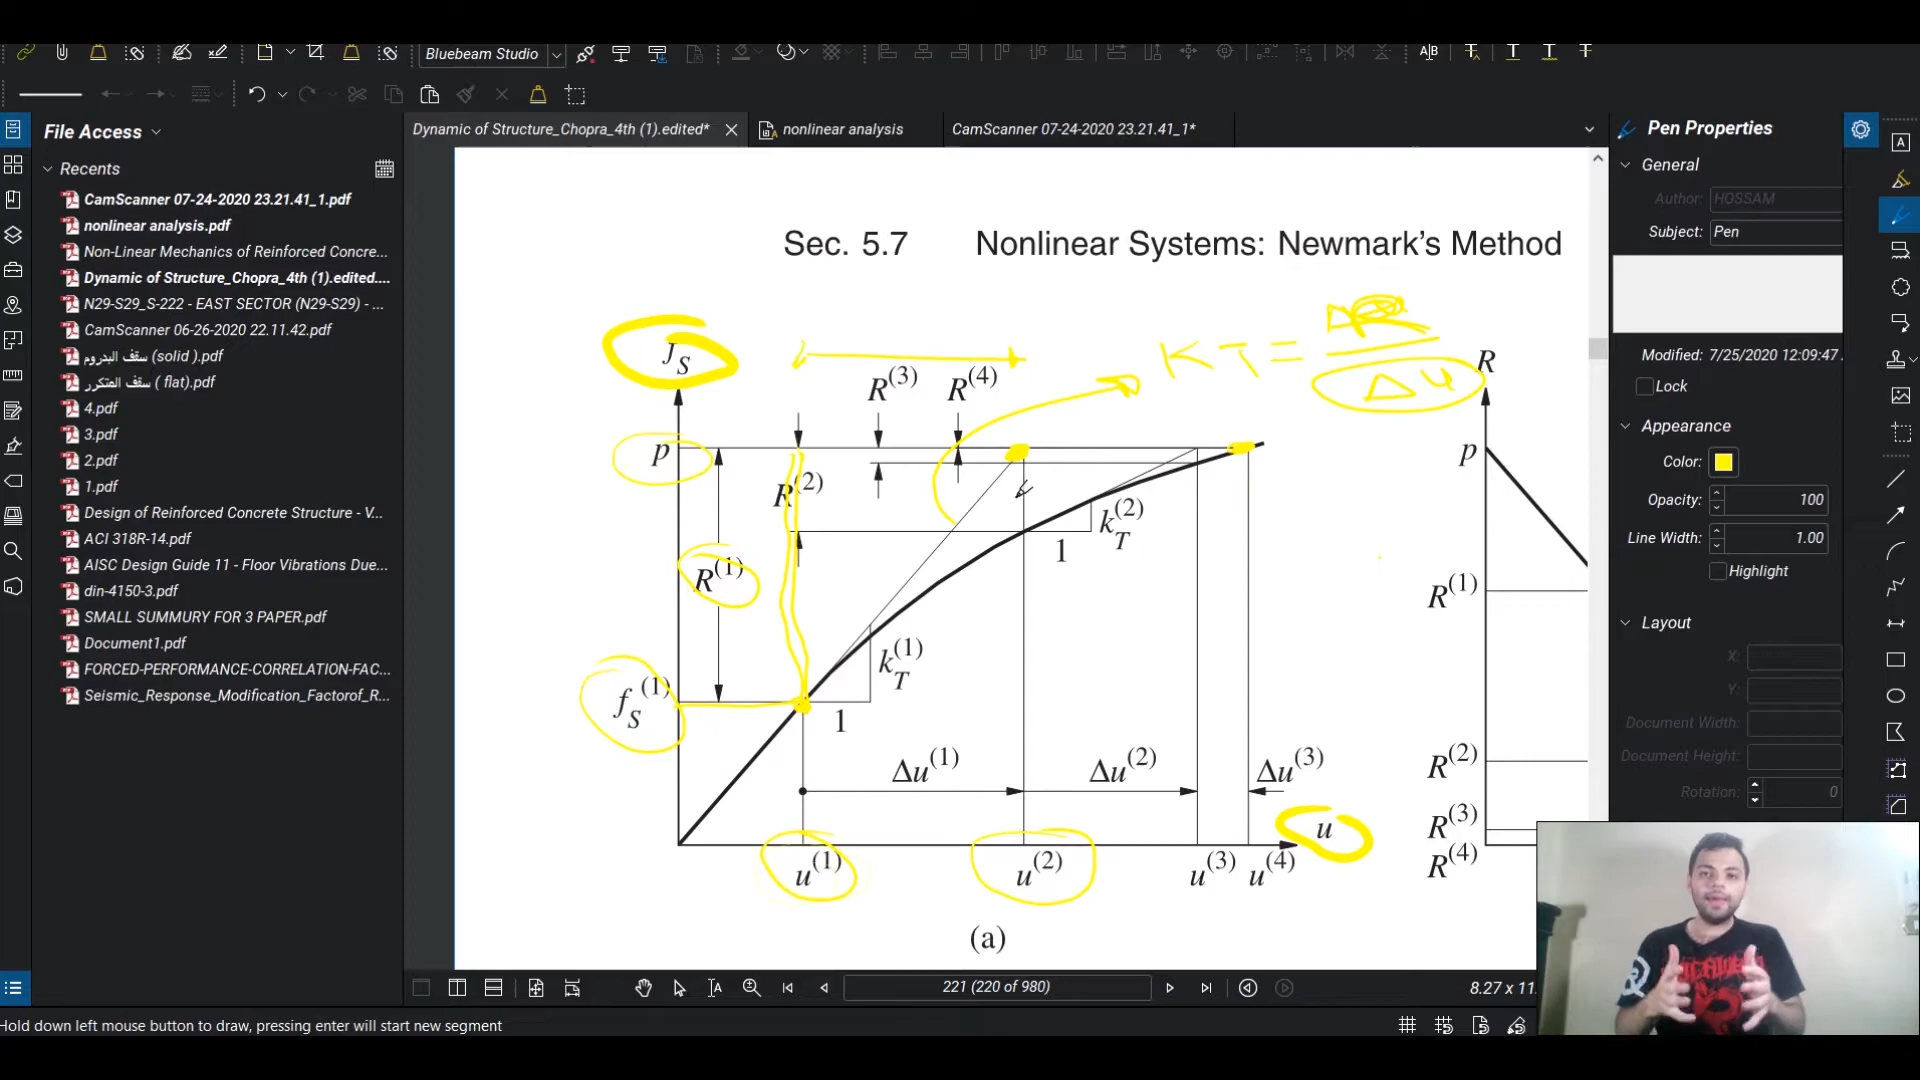 Bluebeam Studio
File Access
Recents
CamScanner 07-24-2020 23.21.41_1.pdf
nonlinear analysis.pdf
Non-Linear Mechanics of Reinforced Concre...
Dynamic of Structure_Chopra_4th (1).edited....
N29-S29_S-222 - EAST SECTOR (N29-S29) - ...
CamScanner 06-26-2020 22.11.42.pdf
سقف البدروم (solid ).pdf
سقف المتكرر ( flat).pdf
4.pdf
3.pdf
2.pdf
1.pdf
Design of Reinforced Concrete Structure - V...
ACI 318R-14.pdf
AISC Design Guide 11 - Floor Vibrations Due...
din-4150-3.pdf
SMALL SUMMURY FOR 3 PAPER.pdf
Document1.pdf
FORCED-PERFORMANCE-CORRELATION-FAC...
Seismic_Response_Modification_Factorof_R...
Dynamic of Structure_Chopra_4th (1).edited*
nonlinear analysis
CamScanner 07-24-2020 23.21.41_1*
Sec. 5.7 Nonlinear Systems: Newmark's Method
KT =
Δu
R(3) R(4)
p
R(2)
R(1)
kT(2)
1
fS(1)
kT(1)
1
Δu(1) Δu(2) Δu(3)
u
u(1) u(2) u(3) u(4)
(a)
R
p
R(1)
R(2)
R(3)
R(4)
Pen Properties
General
Author: HOSSAM
Subject: Pen
Modified: 7/25/2020 12:09:47
Lock
Appearance
Color:
Opacity: 100
Line Width: 1.00
Highlight
Layout
X:
Y:
Document Width:
Document Height:
Rotation: 0
221 (220 of 980)
8.27 x 11
Hold down left mouse button to draw, pressing enter will start new segment